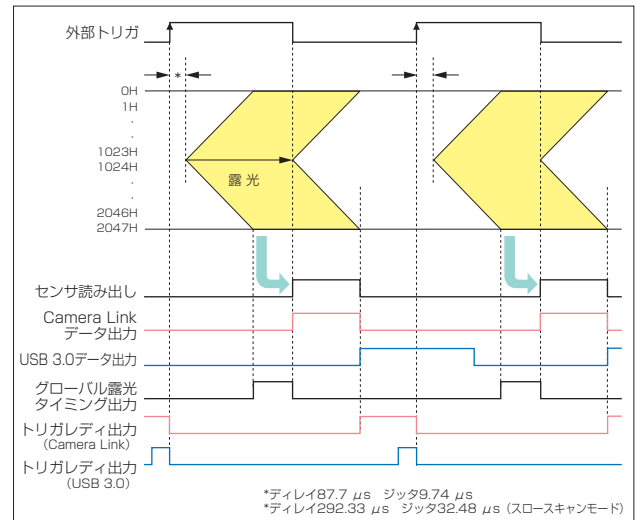 外部トリガ
*
0H
1H
·
·
1023H
1024H
·
·
2046H
2047H
露 光
センサ読み出し
Camera Link
データ出力
USB 3.0データ出力
グローバル露光
タイミング出力
トリガレディ出力
(Camera Link)
トリガレディ出力
(USB 3.0)
*ディレイ87.7 μs ジッタ9.74 μs
*ディレイ292.33 μs ジッタ32.48 μs (スロースキャンモード)